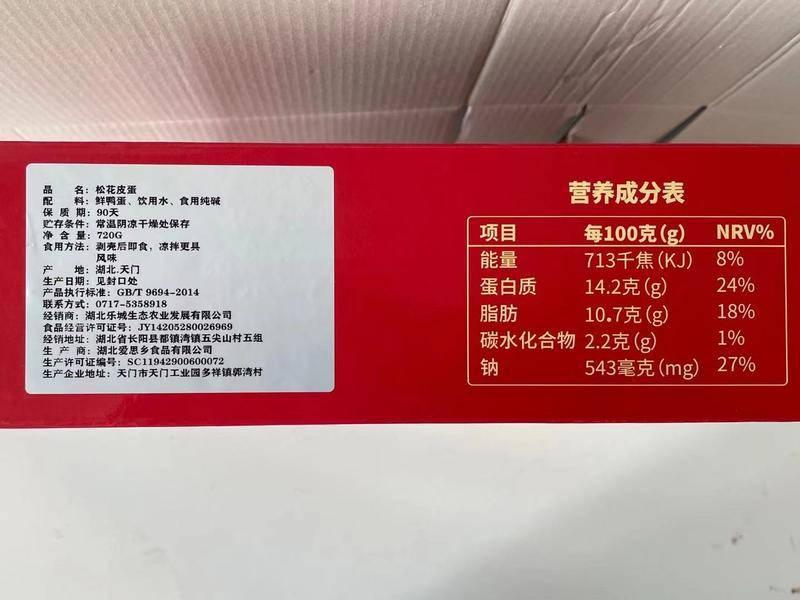 品 名：松花皮蛋
配 料：鲜鸭蛋、饮用水、食用纯碱
保 质 期：90天
贮存条件：常温阴凉干燥处保存
净 含 量：720G
食用方法：剥壳后即食，凉拌更具
风味
产 地：湖北.天门
生产日期：见封口处
产品执行标准：GB/T 9694-2014
联系方式：0717-5358918
经销商：湖北乐城生态农业发展有限公司
食品经营许可证号：JY14205280026969
经销地址：湖北省长阳县都镇湾镇五尖山村五组
生 产 商：湖北爱思乡食品有限公司
生产许可证编号：SC11942900600072
生产企业地址：天门市天门工业园多祥镇郭湾村
营养成分表
项目 每100克(g) NRV%
能量 713千焦(KJ) 8%
蛋白质 14.2克(g) 24%
脂肪 10.7克(g) 18%
碳水化合物 2.2克(g) 1%
钠 543毫克(mg) 27%